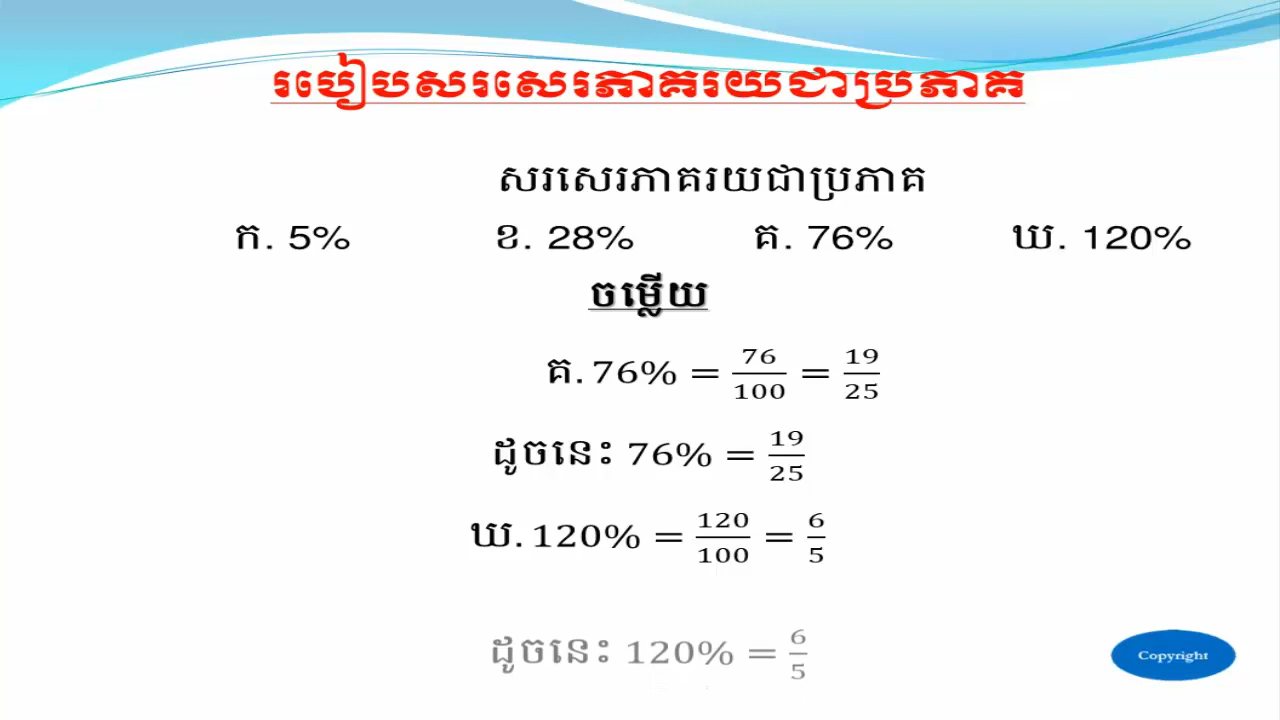 របៀបសរសេរភាគរយជាប្រភាគ
សរសេរភាគរយជាប្រភាគ
ក. 5% ខ. 28% គ. 76% ឃ. 120%
ចម្លើយ
គ. 76% = 76/100 = 19/25
ដូចនេះ 76% = 19/25
ឃ. 120% = 120/100 = 6/5
ដូចនេះ 120% = 6/5
Copyright